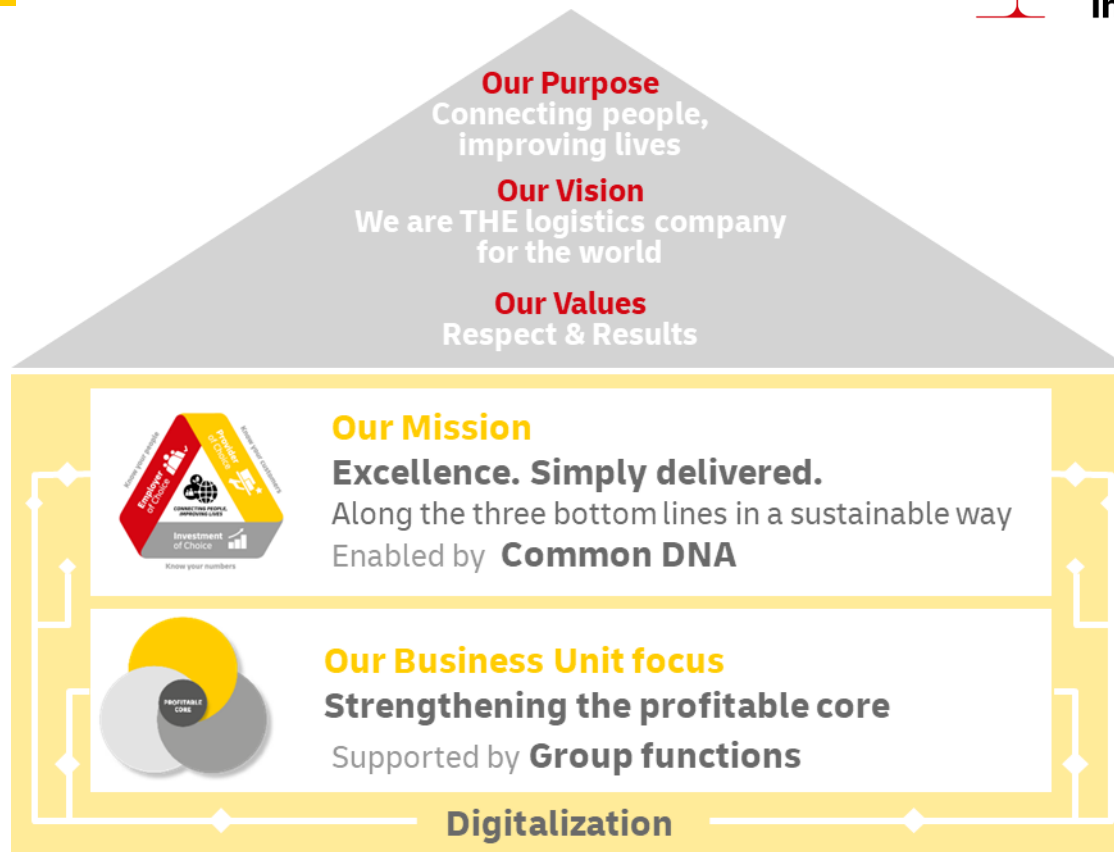 Our Purpose
Connecting people,
improving lives
Our Vision
We are THE logistics company
for the world
Our Values
Respect & Results
Know your people
Employer
of Choice
Provider
of Choice
Know your customers
CONNECTING PEOPLE,
IMPROVING LIVES
Investment
of Choice
Know your numbers
Our Mission
Excellence. Simply delivered.
Along the three bottom lines in a sustainable way
Enabled by Common DNA
PROFITABLE
CORE
Our Business Unit focus
Strengthening the profitable core
Supported by Group functions
Digitalization